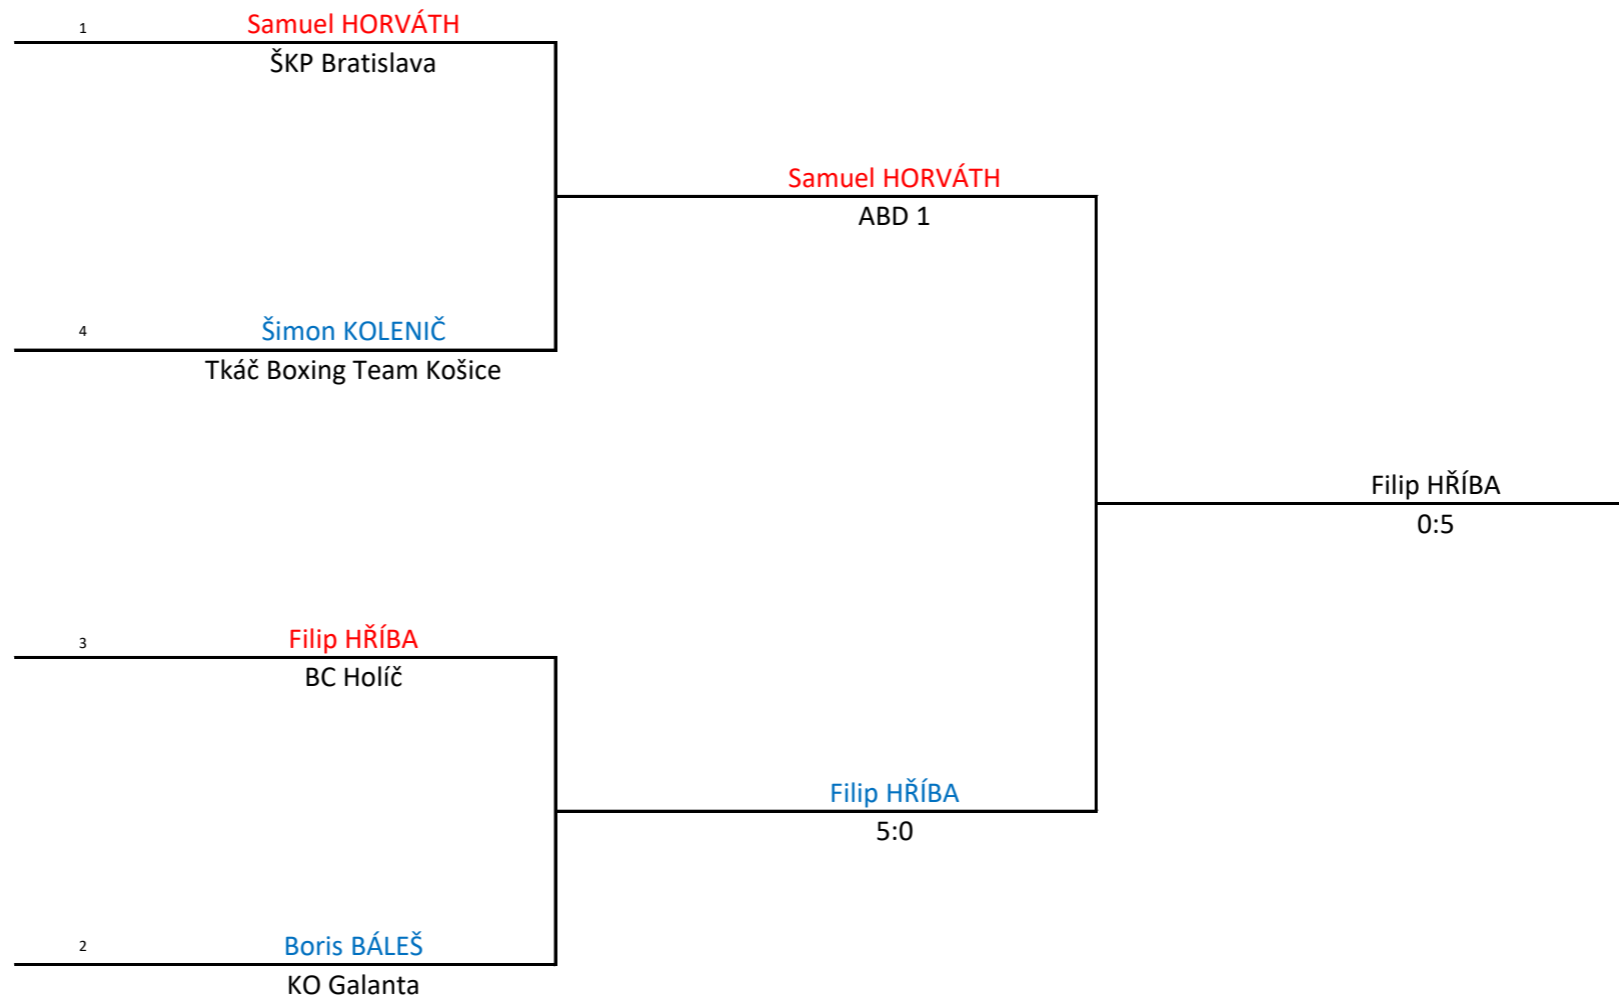 1
Samuel HORVÁTH
ŠKP Bratislava
Samuel HORVÁTH
ABD 1
4
Šimon KOLENIČ
Tkáč Boxing Team Košice
Filip HŘÍBA
0:5
3
Filip HŘÍBA
BC Holíč
Filip HŘÍBA
5:0
2
Boris BÁLEŠ
KO Galanta